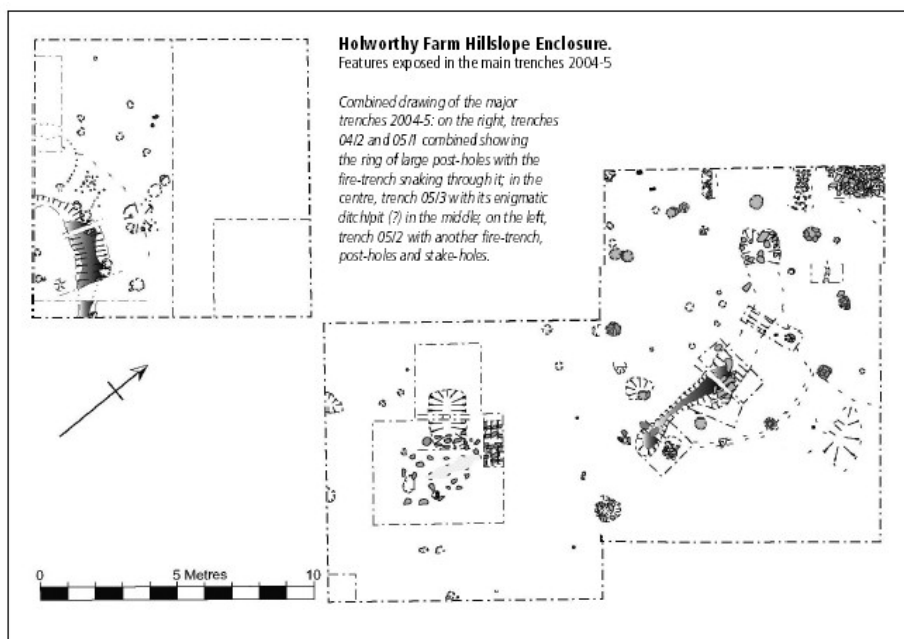 Holworthy Farm Hillslope Enclosure.
Features exposed in the main trenches 2004-5
Combined drawing of the major
trenches 2004-5: on the right, trenches
04/2 and 05/1 combined showing
the ring of large post-holes with the
fire-trench snaking through it; in the
centre, trench 05/3 with its enigmatic
ditch/pit (?) in the middle; on the left,
trench 05/2 with another fire-trench,
post-holes and stake-holes.
0 5 Metres 10